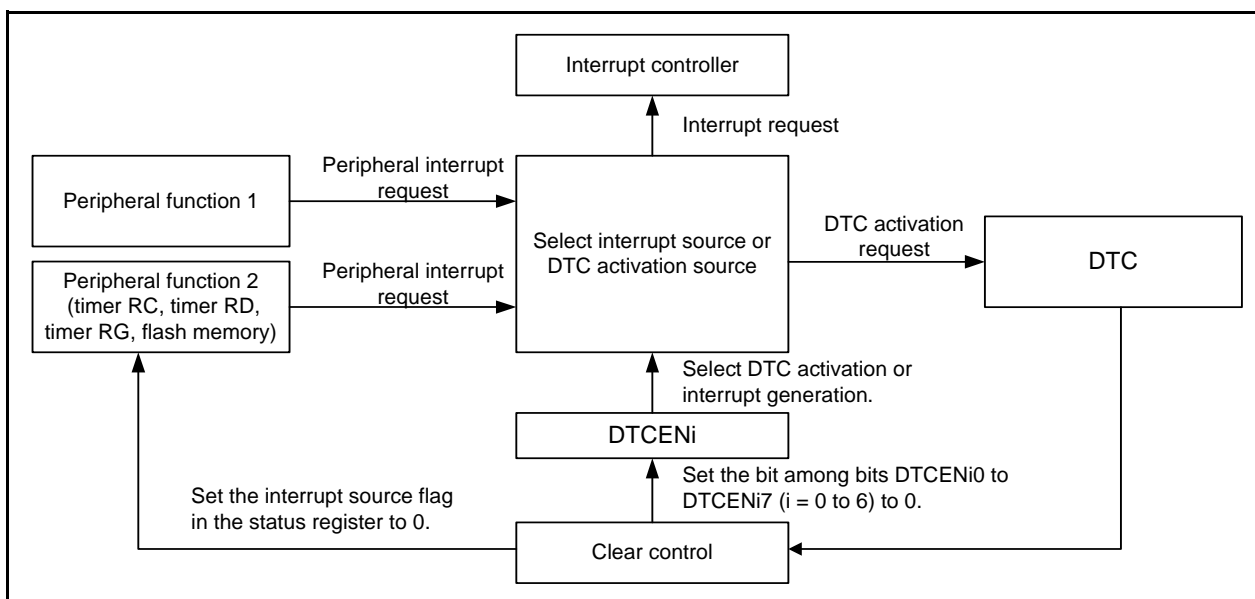 Interrupt controller
Interrupt request
Peripheral function 1
Peripheral interrupt
request
Select interrupt source or
DTC activation source
DTC activation
request
DTC
Peripheral function 2
(timer RC, timer RD,
timer RG, flash memory)
Peripheral interrupt
request
Select DTC activation or
interrupt generation.
DTCENi
Set the bit among bits DTCENi0 to
DTCENi7 (i = 0 to 6) to 0.
Set the interrupt source flag
in the status register to 0.
Clear control